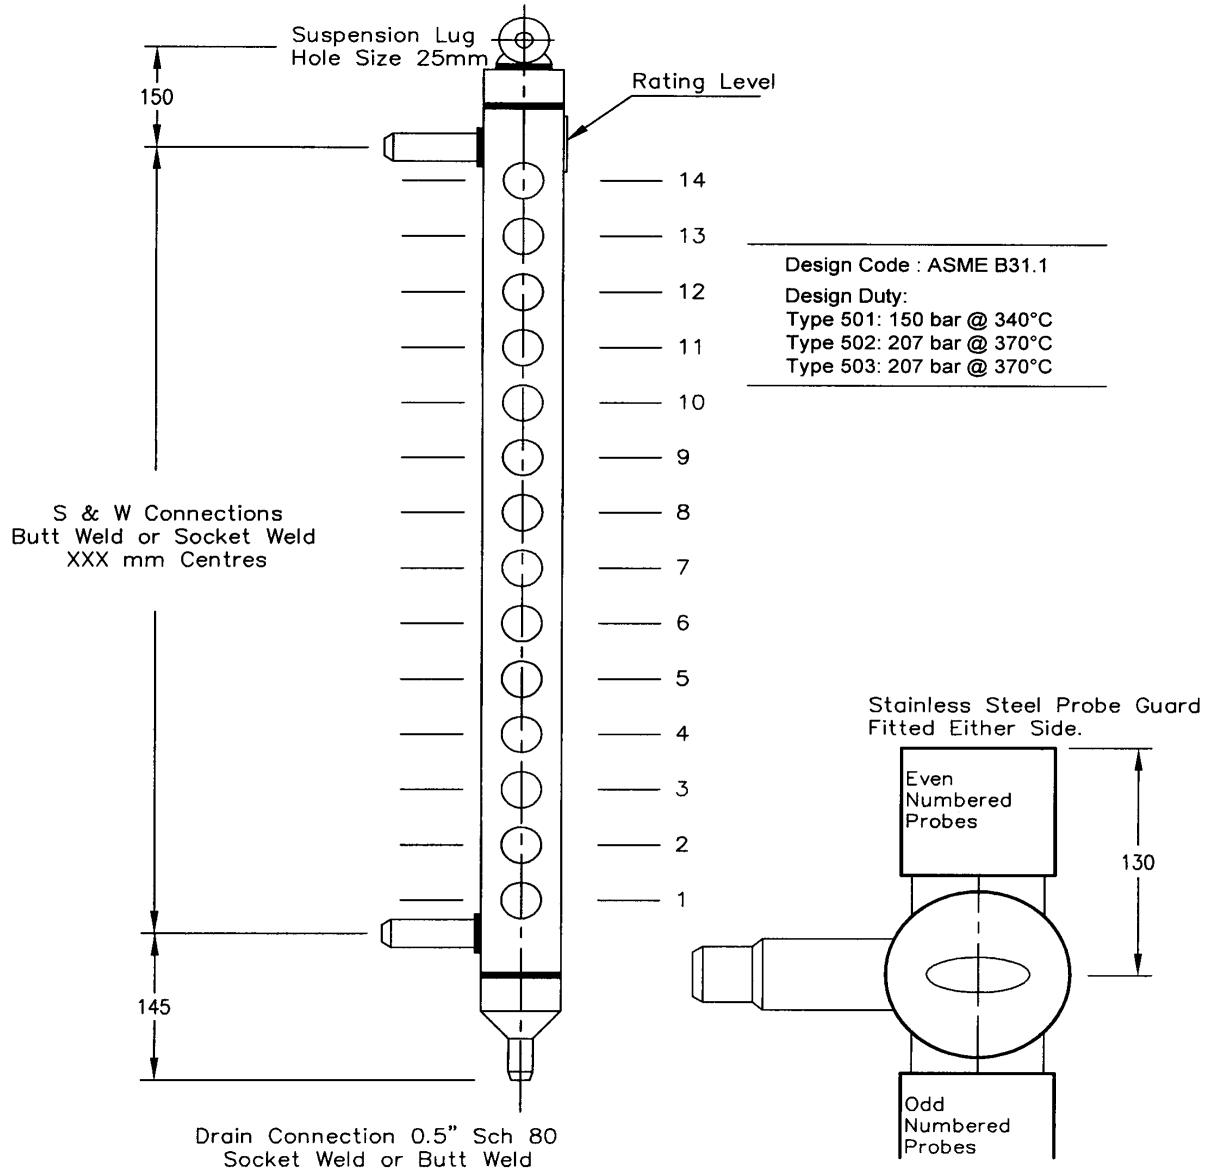 Suspension Lug
Hole Size 25mm
Rating Level
150
14
13
12
11
10
9
8
7
6
5
4
3
2
1
Design Code : ASME B31.1
Design Duty:
Type 501: 150 bar @ 340°C
Type 502: 207 bar @ 370°C
Type 503: 207 bar @ 370°C
S & W Connections
Butt Weld or Socket Weld
XXX mm Centres
145
Drain Connection 0.5" Sch 80
Socket Weld or Butt Weld
Stainless Steel Probe Guard
Fitted Either Side.
Even
Numbered
Probes
130
Odd
Numbered
Probes